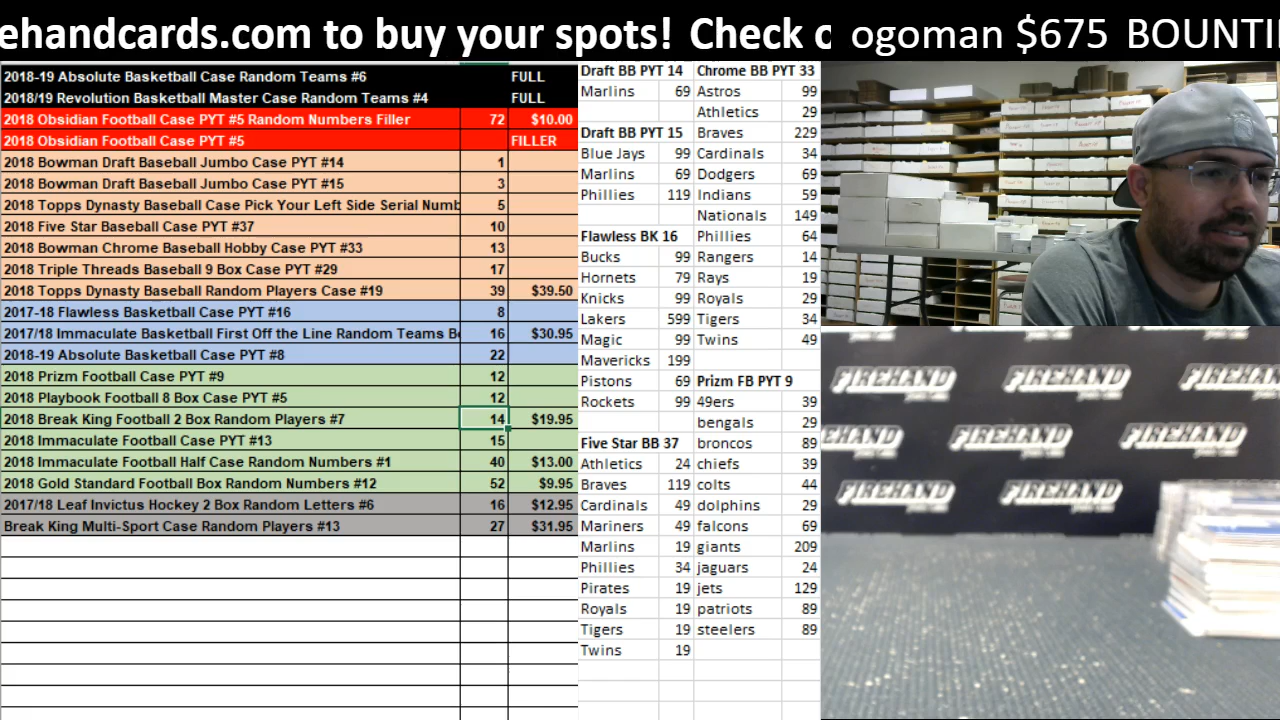 ehandcards.com to buy your spots! Check o
ogoman $675 BOUNTI
2018-19 Absolute Basketball Case Random Teams #6 FULL
2018/19 Revolution Basketball Master Case Random Teams #4 FULL
2018 Obsidian Football Case PYT #5 Random Numbers Filler 72 $10.00
2018 Obsidian Football Case PYT #5 FILLER
2018 Bowman Draft Baseball Jumbo Case PYT #14 1
2018 Bowman Draft Baseball Jumbo Case PYT #15 3
2018 Topps Dynasty Baseball Case Pick Your Left Side Serial Numb 5
2018 Five Star Baseball Case PYT #37 10
2018 Bowman Chrome Baseball Hobby Case PYT #33 13
2018 Triple Threads Baseball 9 Box Case PYT #29 17
2018 Topps Dynasty Baseball Random Players Case #19 39 $39.50
2017-18 Flawless Basketball Case PYT #16 8
2017/18 Immaculate Basketball First Off the Line Random Teams Be 16 $30.95
2018-19 Absolute Basketball Case PYT #8 22
2018 Prizm Football Case PYT #9 12
2018 Playbook Football 8 Box Case PYT #5 12
2018 Break King Football 2 Box Random Players #7 14 $19.95
2018 Immaculate Football Case PYT #13 15
2018 Immaculate Football Half Case Random Numbers #1 40 $13.00
2018 Gold Standard Football Box Random Numbers #12 52 $9.95
2017/18 Leaf Invictus Hockey 2 Box Random Letters #6 16 $12.95
Break King Multi-Sport Case Random Players #13 27 $31.95
Draft BB PYT 14
Marlins 69
Draft BB PYT 15
Blue Jays 99
Marlins 69
Phillies 119
Flawless BK 16
Bucks 99
Hornets 79
Knicks 99
Lakers 599
Magic 99
Mavericks 199
Pistons 69
Rockets 99
Five Star BB 37
Athletics 24
Braves 119
Cardinals 49
Mariners 49
Marlins 19
Phillies 34
Pirates 19
Royals 19
Tigers 19
Twins 19
Chrome BB PYT 33
Astros 99
Athletics 29
Braves 229
Cardinals 34
Dodgers 69
Indians 59
Nationals 149
Phillies 64
Rangers 14
Rays 19
Royals 29
Tigers 34
Twins 49
Prizm FB PYT 9
49ers 39
bengals 29
broncos 89
chiefs 39
colts 44
dolphins 29
falcons 69
giants 209
jaguars 24
jets 129
patriots 89
steelers 89
FIREHAND
FIREHAND
FIREHAND
FIREHAND
FIREHAND
FIREHAND
FIREHAND
FIREHAND
FIREHAND